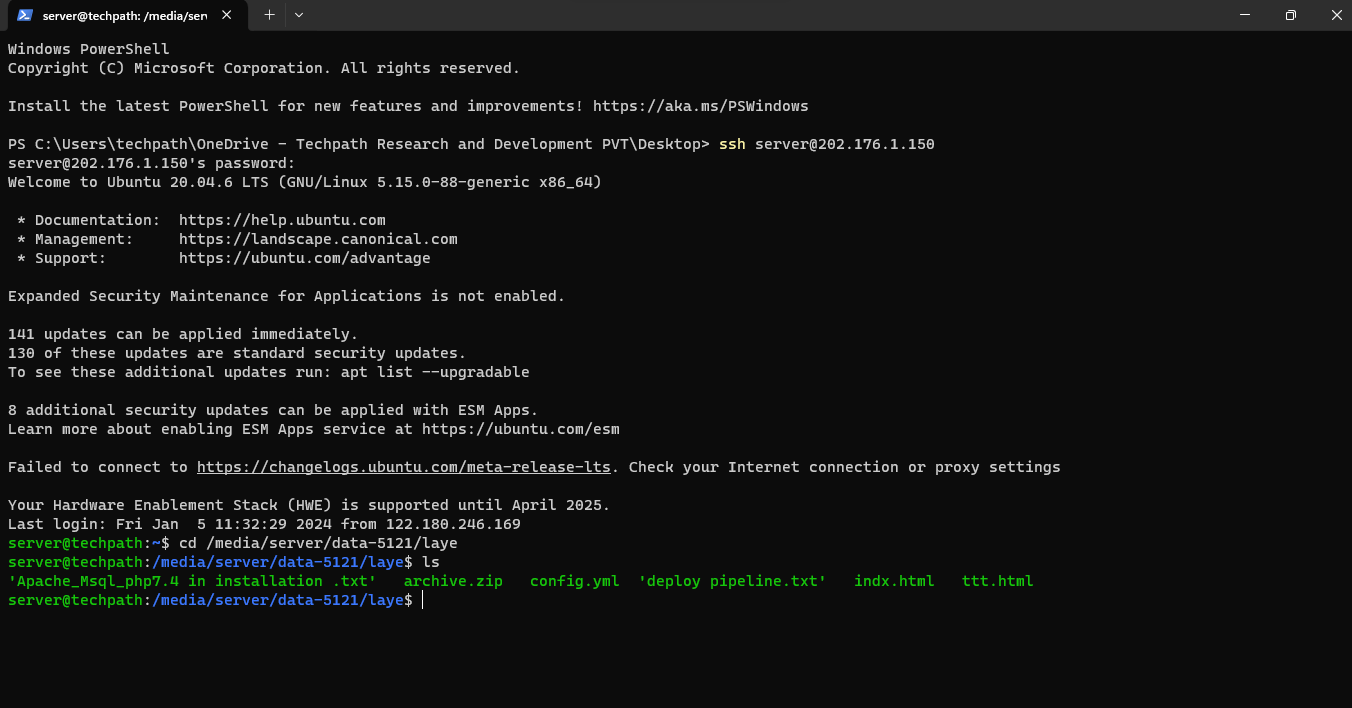 server@techpath: /media/ser
Windows PowerShell
Copyright (C) Microsoft Corporation. All rights reserved.
Install the latest PowerShell for new features and improvements! https://aka.ms/PSWindows
PS C:\Users\techpath\OneDrive - Techpath Research and Development PVT\Desktop> ssh server@202.176.1.150
server@202.176.1.150's password:
Welcome to Ubuntu 20.04.6 LTS (GNU/Linux 5.15.0-88-generic x86_64)
 * Documentation:  https://help.ubuntu.com
 * Management:     https://landscape.canonical.com
 * Support:        https://ubuntu.com/advantage
Expanded Security Maintenance for Applications is not enabled.
141 updates can be applied immediately.
130 of these updates are standard security updates.
To see these additional updates run: apt list --upgradable
8 additional security updates can be applied with ESM Apps.
Learn more about enabling ESM Apps service at https://ubuntu.com/esm
Failed to connect to https://changelogs.ubuntu.com/meta-release-lts. Check your Internet connection or proxy settings
Your Hardware Enablement Stack (HWE) is supported until April 2025.
Last login: Fri Jan  5 11:32:29 2024 from 122.180.246.169
server@techpath:~$ cd /media/server/data-5121/laye
server@techpath:/media/server/data-5121/laye$ ls
'Apache_Msql_php7.4 in installation .txt'   archive.zip   config.yml  'deploy pipeline.txt'   indx.html   ttt.html
server@techpath:/media/server/data-5121/laye$